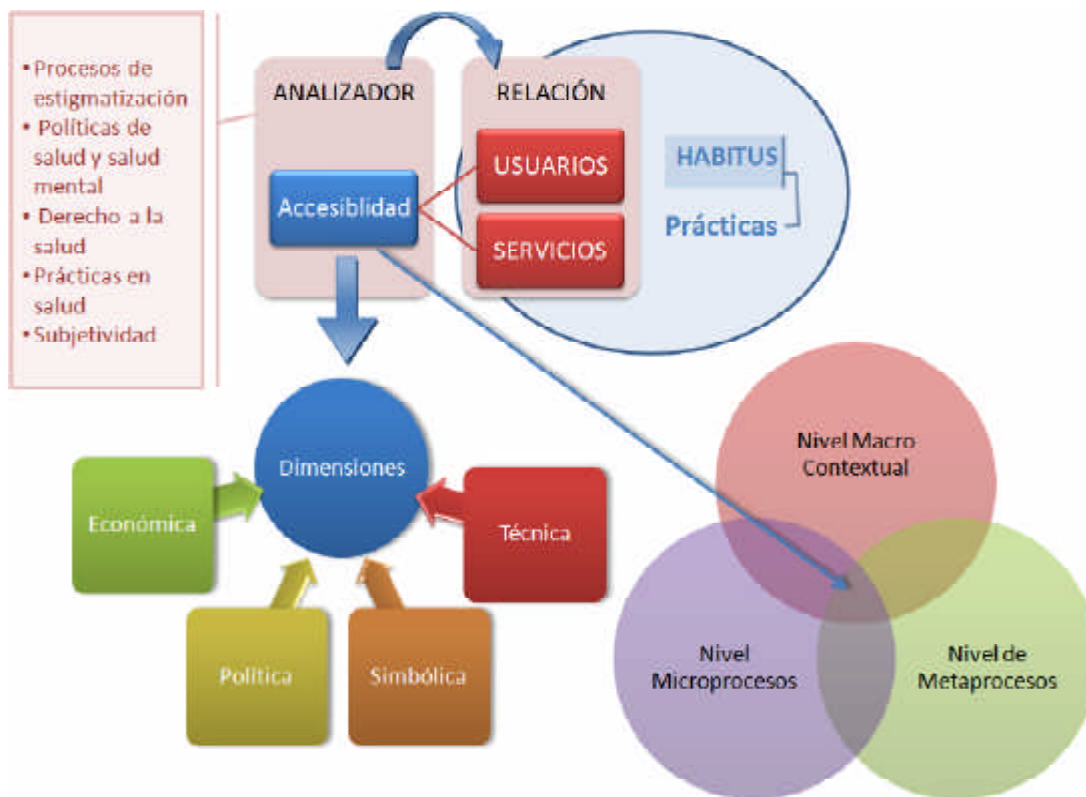 • Procesos de
estigmatización
• Políticas de
salud y salud
mental
• Derecho a la
salud
• Prácticas en
salud
• Subjetividad
ANALIZADOR
Accesiblidad
RELACIÓN
USUARIOS
SERVICIOS
HABITUS
Prácticas
Dimensiones
Económica
Política
Simbólica
Técnica
Nivel Macro
Contextual
Nivel
Microprocesos
Nivel de
Metaprocesos